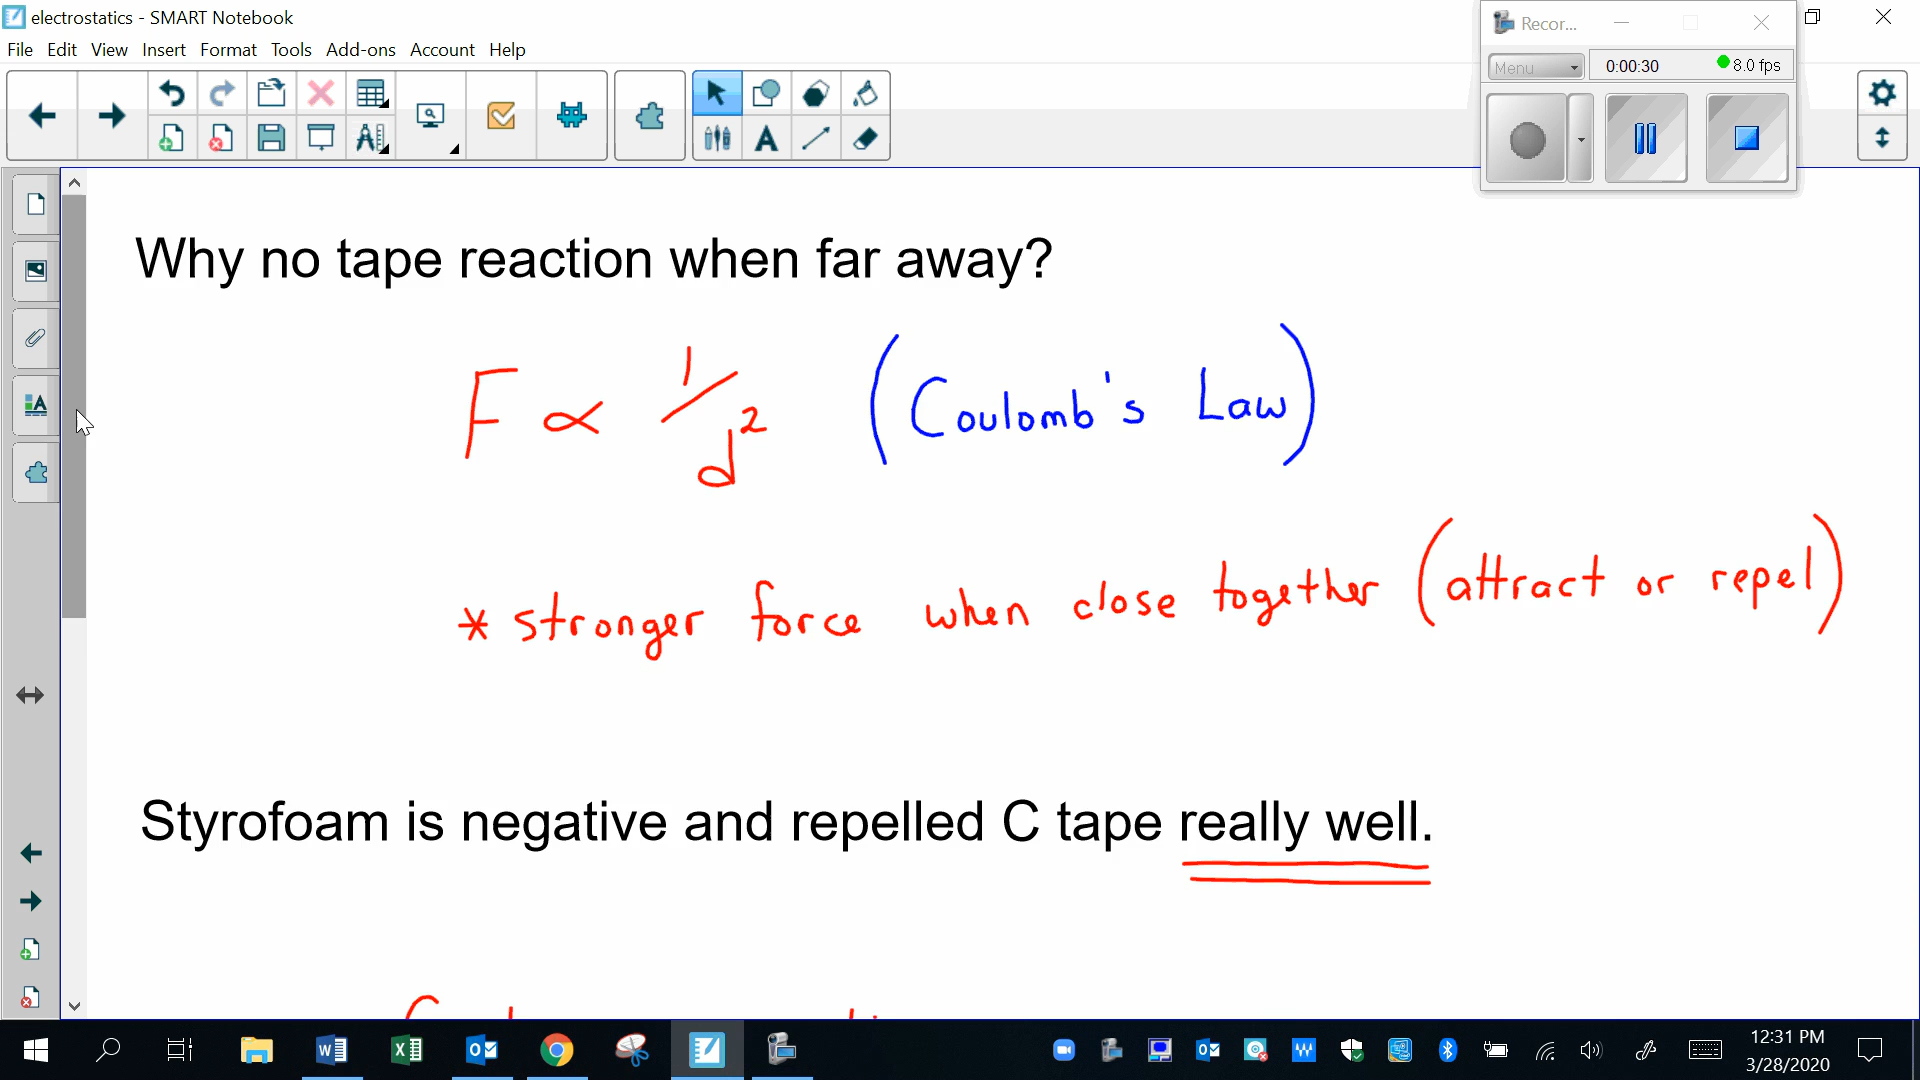 electrostatics - SMART Notebook
File Edit View Insert Format Tools Add-ons Account Help
Recor...
Menu 0:00:30 8.0 fps
Why no tape reaction when far away?
F ∝ 1/d² (Coulomb's Law)
* stronger force when close together (attract or repel)
Styrofoam is negative and repelled C tape really well.
12:31 PM
3/28/2020